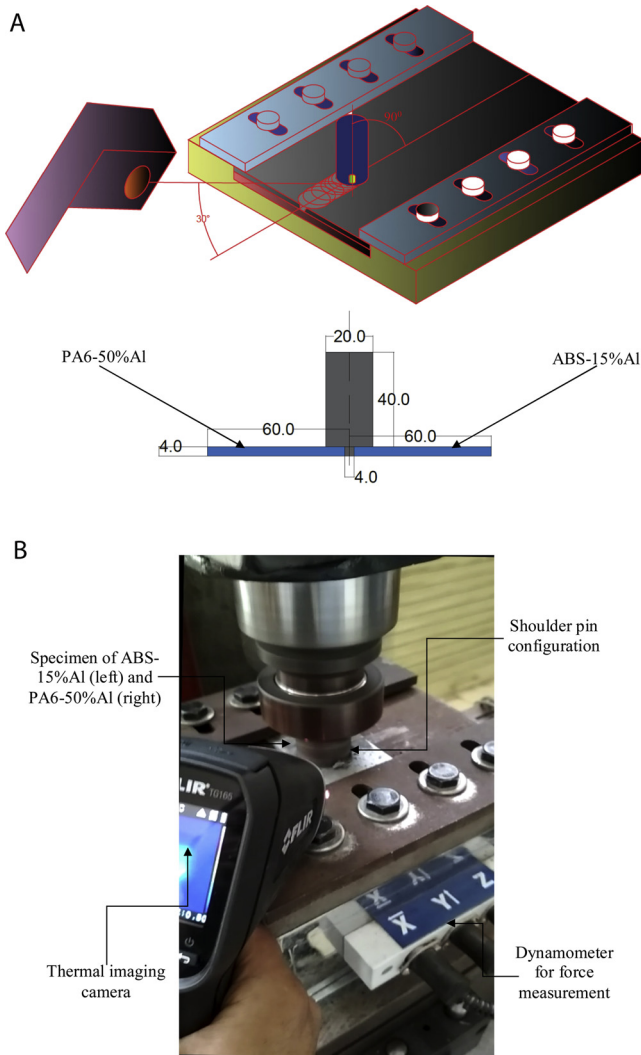 A
90°
30°
20.0
PA6-50%Al
ABS-15%Al
40.0
60.0
60.0
4.0
4.0
B
Shoulder pin
configuration
Specimen of ABS-
15%Al (left) and
PA6-50%Al (right)
FLIR® TG165
FLIR
X Y
X Y Z
Thermal imaging
camera
Dynamometer
for force
measurement